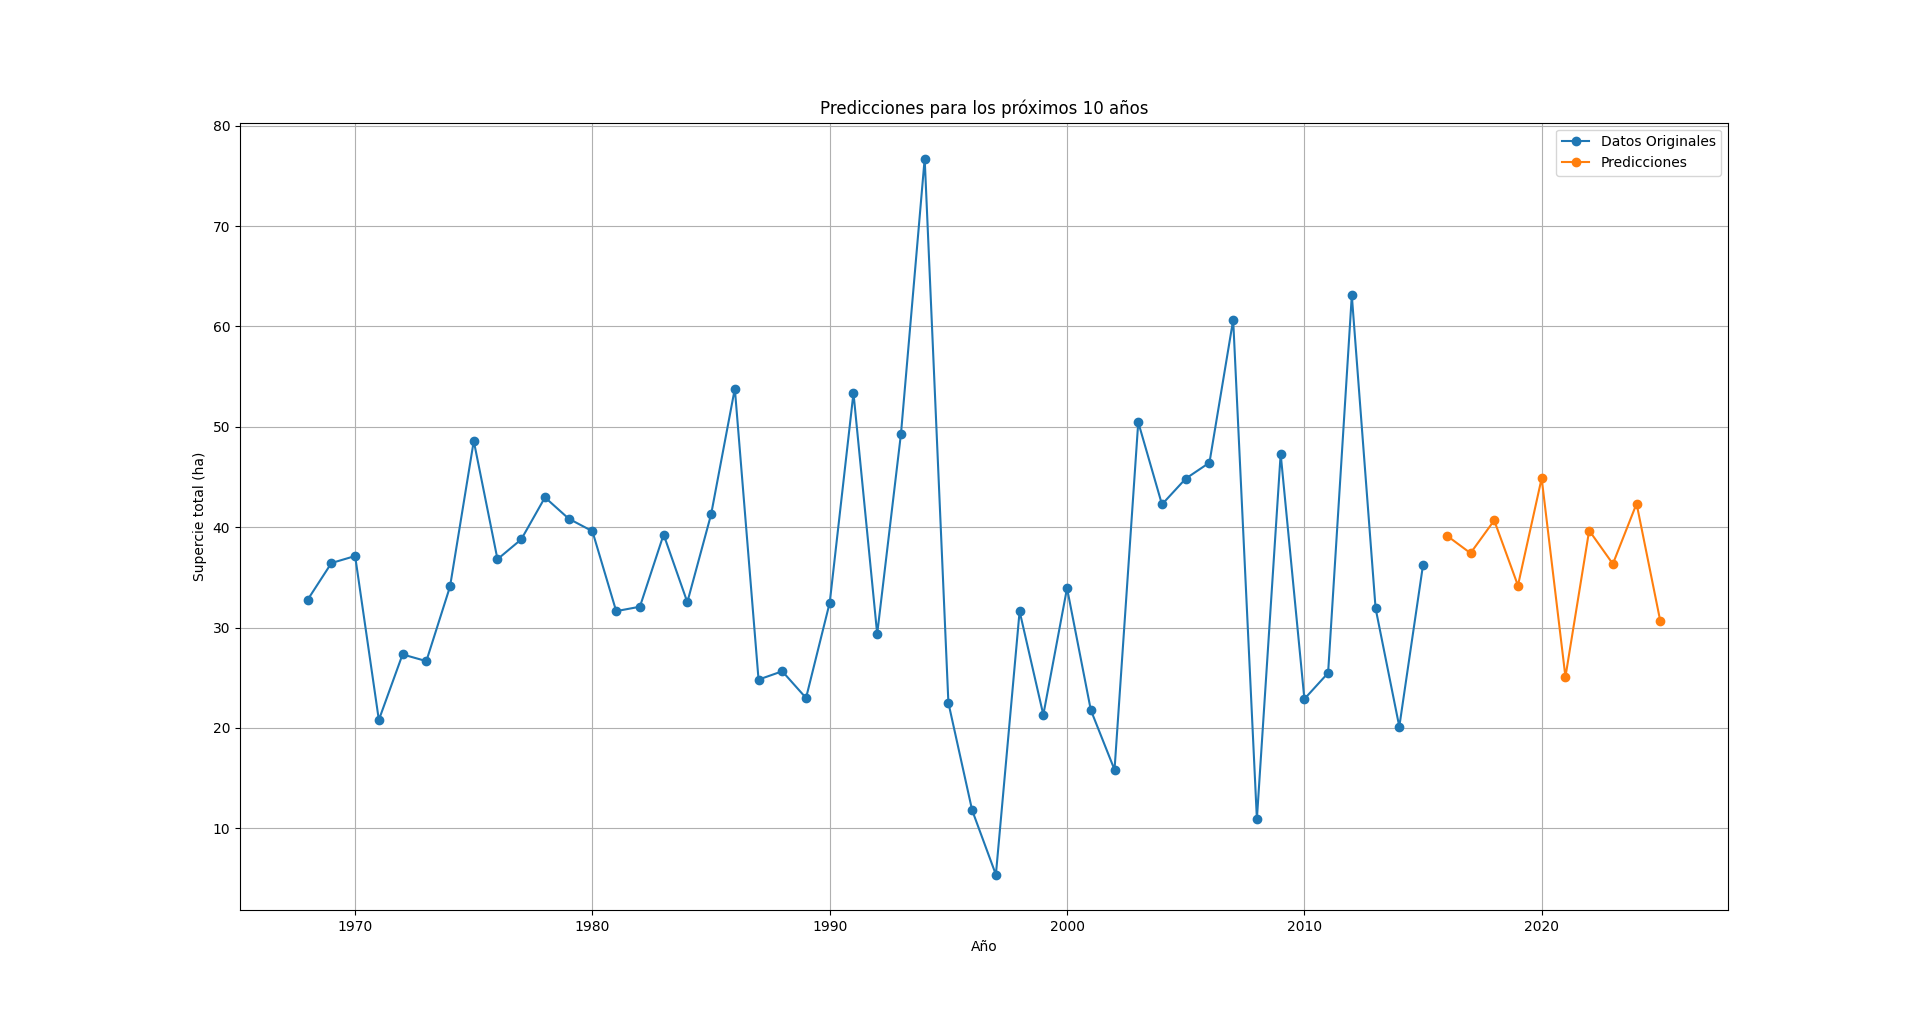 Predicciones para los próximos 10 años
Datos Originales
Predicciones
80
70
60
50
40
30
20
10
Supercie total (ha)
1970
1980
1990
2000
2010
2020
Año